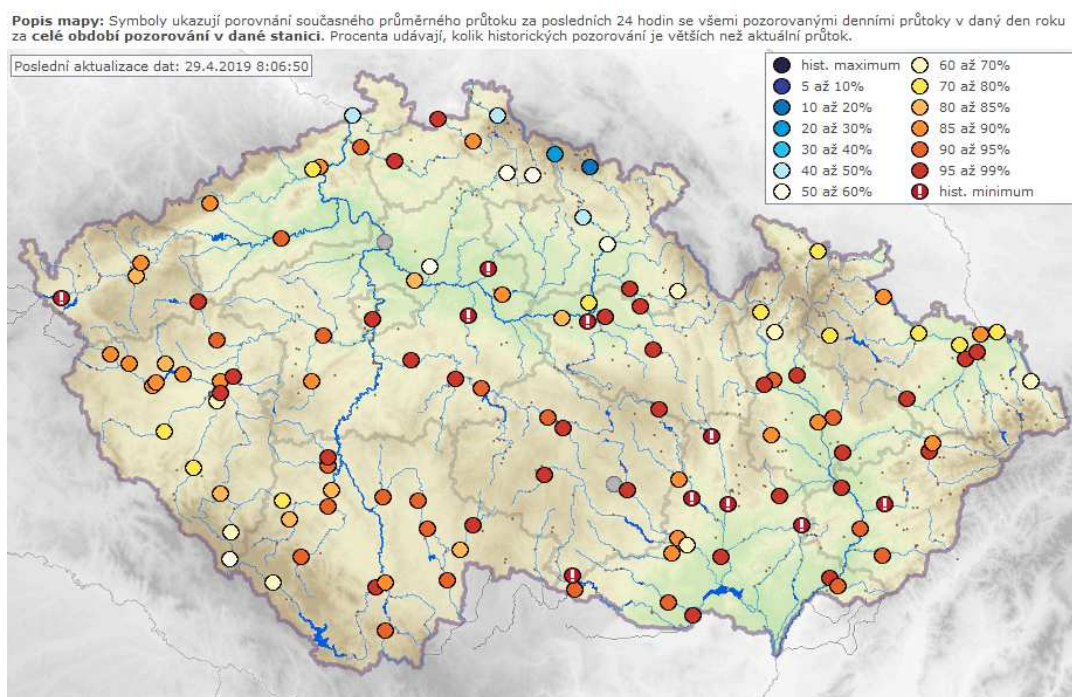 Popis mapy: Symboly ukazují porovnání současného průměrného průtoku za posledních 24 hodin se všemi pozorovanými denními průtoky v daný den roku
za celé období pozorování v dané stanici. Procenta udávají, kolik historických pozorování je větších než aktuální průtok.
Poslední aktualizace dat: 29.4.2019 8:06:50
hist. maximum
5 až 10%
10 až 20%
20 až 30%
30 až 40%
40 až 50%
50 až 60%
60 až 70%
70 až 80%
80 až 85%
85 až 90%
90 až 95%
95 až 99%
hist. minimum